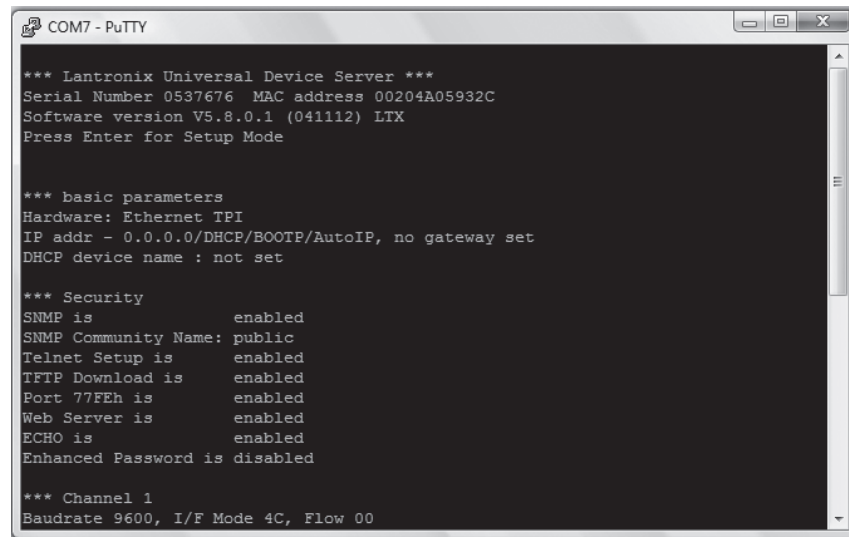 COM7 - PuTTY
*** Lantronix Universal Device Server ***
Serial Number 0537676  MAC address 00204A05932C
Software version V5.8.0.1 (041112) LTX
Press Enter for Setup Mode
*** basic parameters
Hardware: Ethernet TPI
IP addr - 0.0.0.0/DHCP/BOOTP/AutoIP, no gateway set
DHCP device name : not set
*** Security
SNMP is                 enabled
SNMP Community Name: public
Telnet Setup is      enabled
TFTP Download is     enabled
Port 77FEh is        enabled
Web Server is        enabled
ECHO is              enabled
Enhanced Password is disabled
*** Channel 1
Baudrate 9600, I/F Mode 4C, Flow 00